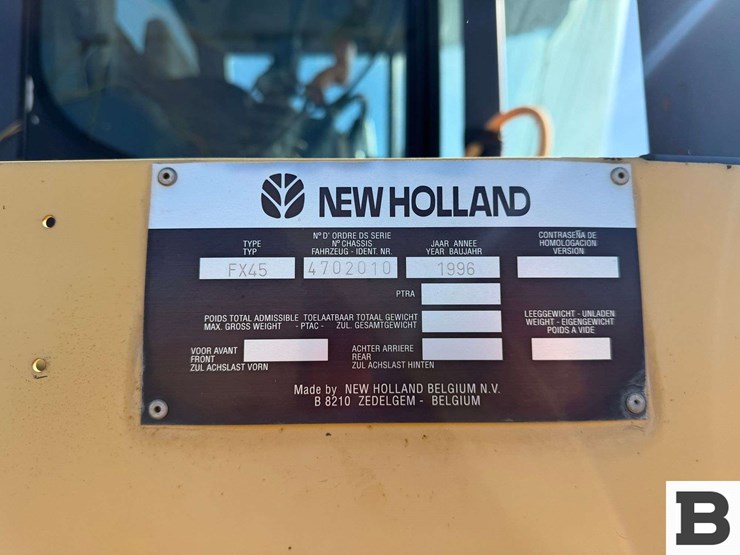 NEW HOLLAND
TYPE
TYP
FX45
Nº D' ORDRE DS SERIE
Nº CHASSIS
FAHRZEUG - IDENT. NR.
4702010
JAAR ANNEE
YEAR BAUJAHR
1996
CONTRASEÑA DE
HOMOLOGACION
VERSION
PTRA
POIDS TOTAL ADMISSIBLE TOELAATBAAR TOTAAL GEWICHT
MAX. GROSS WEIGHT - PTAC - ZUL. GESAMTGEWICHT
LEEGGEWICHT - UNLADEN
WEIGHT - EIGENGEWICHT
POIDS A VIDE
VOOR AVANT
FRONT
ZUL ACHSLAST VORN
ACHTER ARRIERE
REAR
ZUL ACHSLAST HINTEN
Made by NEW HOLLAND BELGIUM N.V.
B 8210 ZEDELGEM - BELGIUM
B